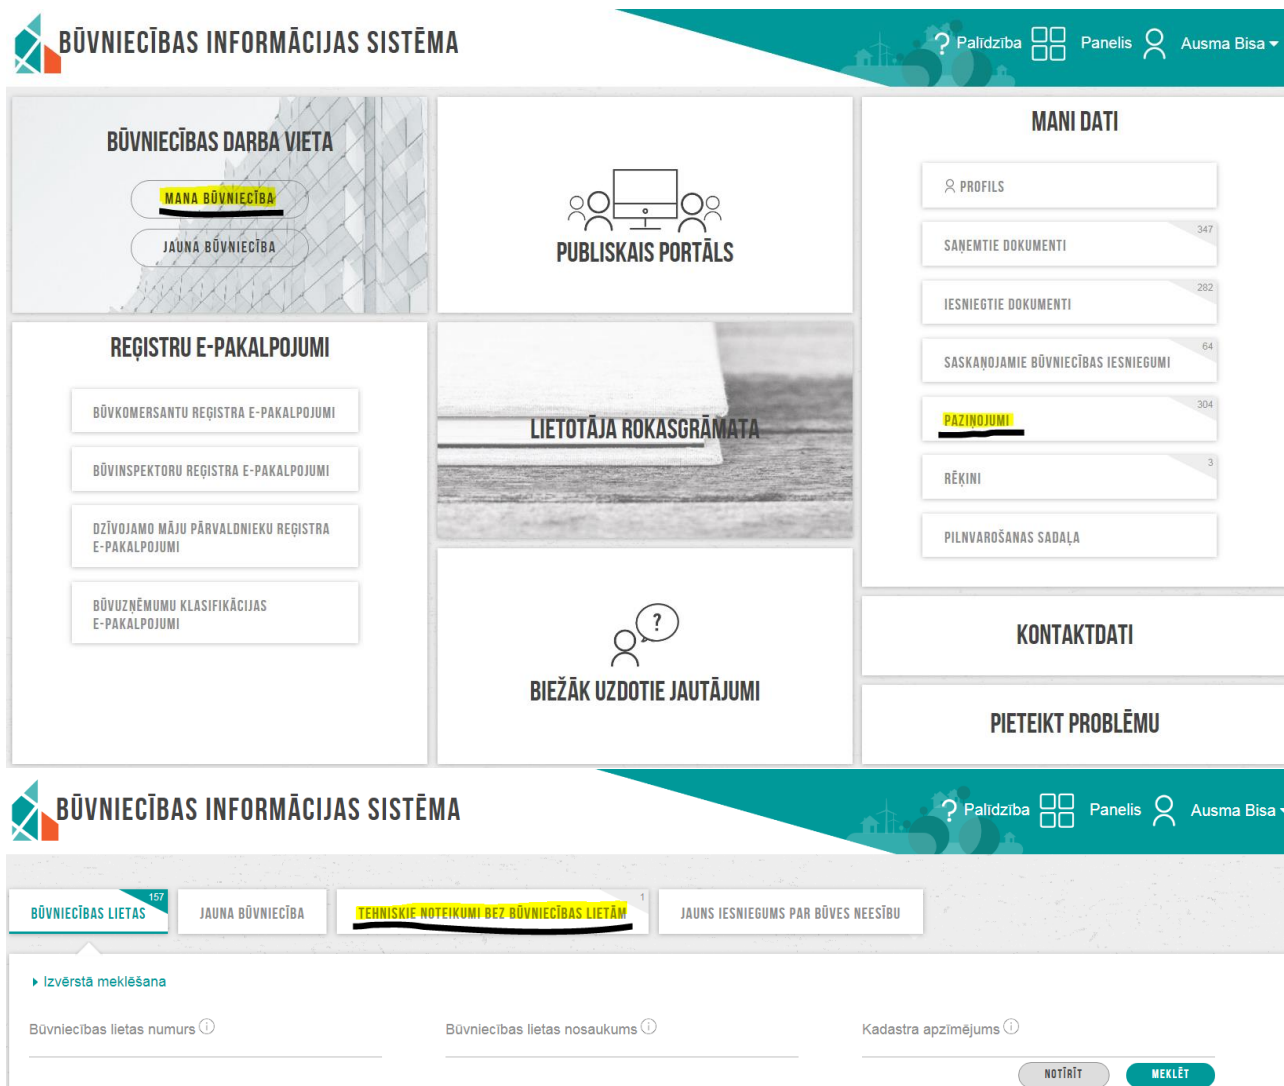 BŪVNIECĪBAS INFORMĀCIJAS SISTĒMA
? Palīdzība
Panelis
Ausma Bisa
BŪVNIECĪBAS DARBA VIETA
MANA BŪVNIECĪBA
JAUNA BŪVNIECĪBA
PUBLISKAIS PORTĀLS
MANI DATI
PROFILS
SAŅEMTIE DOKUMENTI
347
IESNIEGTIE DOKUMENTI
282
SASKAŅOJAMIE BŪVNIECĪBAS IESNIEGUMI
64
PAZIŅOJUMI
304
RĒĶINI
3
PILNVAROŠANAS SADAĻA
REĢISTRU E-PAKALPOJUMI
BŪVKOMERSANTU REĢISTRA E-PAKALPOJUMI
BŪVINSPEKTORU REĢISTRA E-PAKALPOJUMI
DZĪVOJAMO MĀJU PĀRVALDNIEKU REĢISTRA
E-PAKALPOJUMI
BŪVUZŅĒMUMU KLASIFIKĀCIJAS
E-PAKALPOJUMI
LIETOTĀJA ROKASGRĀMATA
?
BIEŽĀK UZDOTIE JAUTĀJUMI
KONTAKTDATI
PIETEIKT PROBLĒMU
BŪVNIECĪBAS INFORMĀCIJAS SISTĒMA
? Palīdzība
Panelis
Ausma Bisa
BŪVNIECĪBAS LIETAS
157
JAUNA BŪVNIECĪBA
TEHNISKIE NOTEIKUMI BEZ BŪVNIECĪBAS LIETĀM
1
JAUNS IESNIEGUMS PAR BŪVES NEESĪBU
Izvērstā meklēšana
Būvniecības lietas numurs
Būvniecības lietas nosaukums
Kadastra apzīmējums
NOTĪRĪT
MEKLĒT